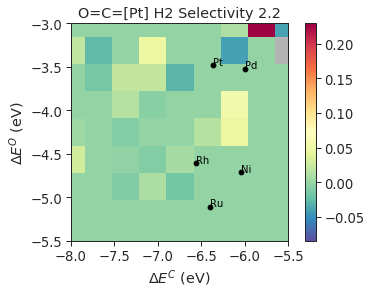 O=C=[Pt] H2 Selectivity 2.2
−3.0
−3.5
−4.0
−4.5
−5.0
−5.5
ΔE^O (eV)
Pt
Pd
Rh
Ni
Ru
−8.0 −7.5 −7.0 −6.5 −6.0 −5.5
ΔE^C (eV)
0.20
0.15
0.10
0.05
0.00
−0.05